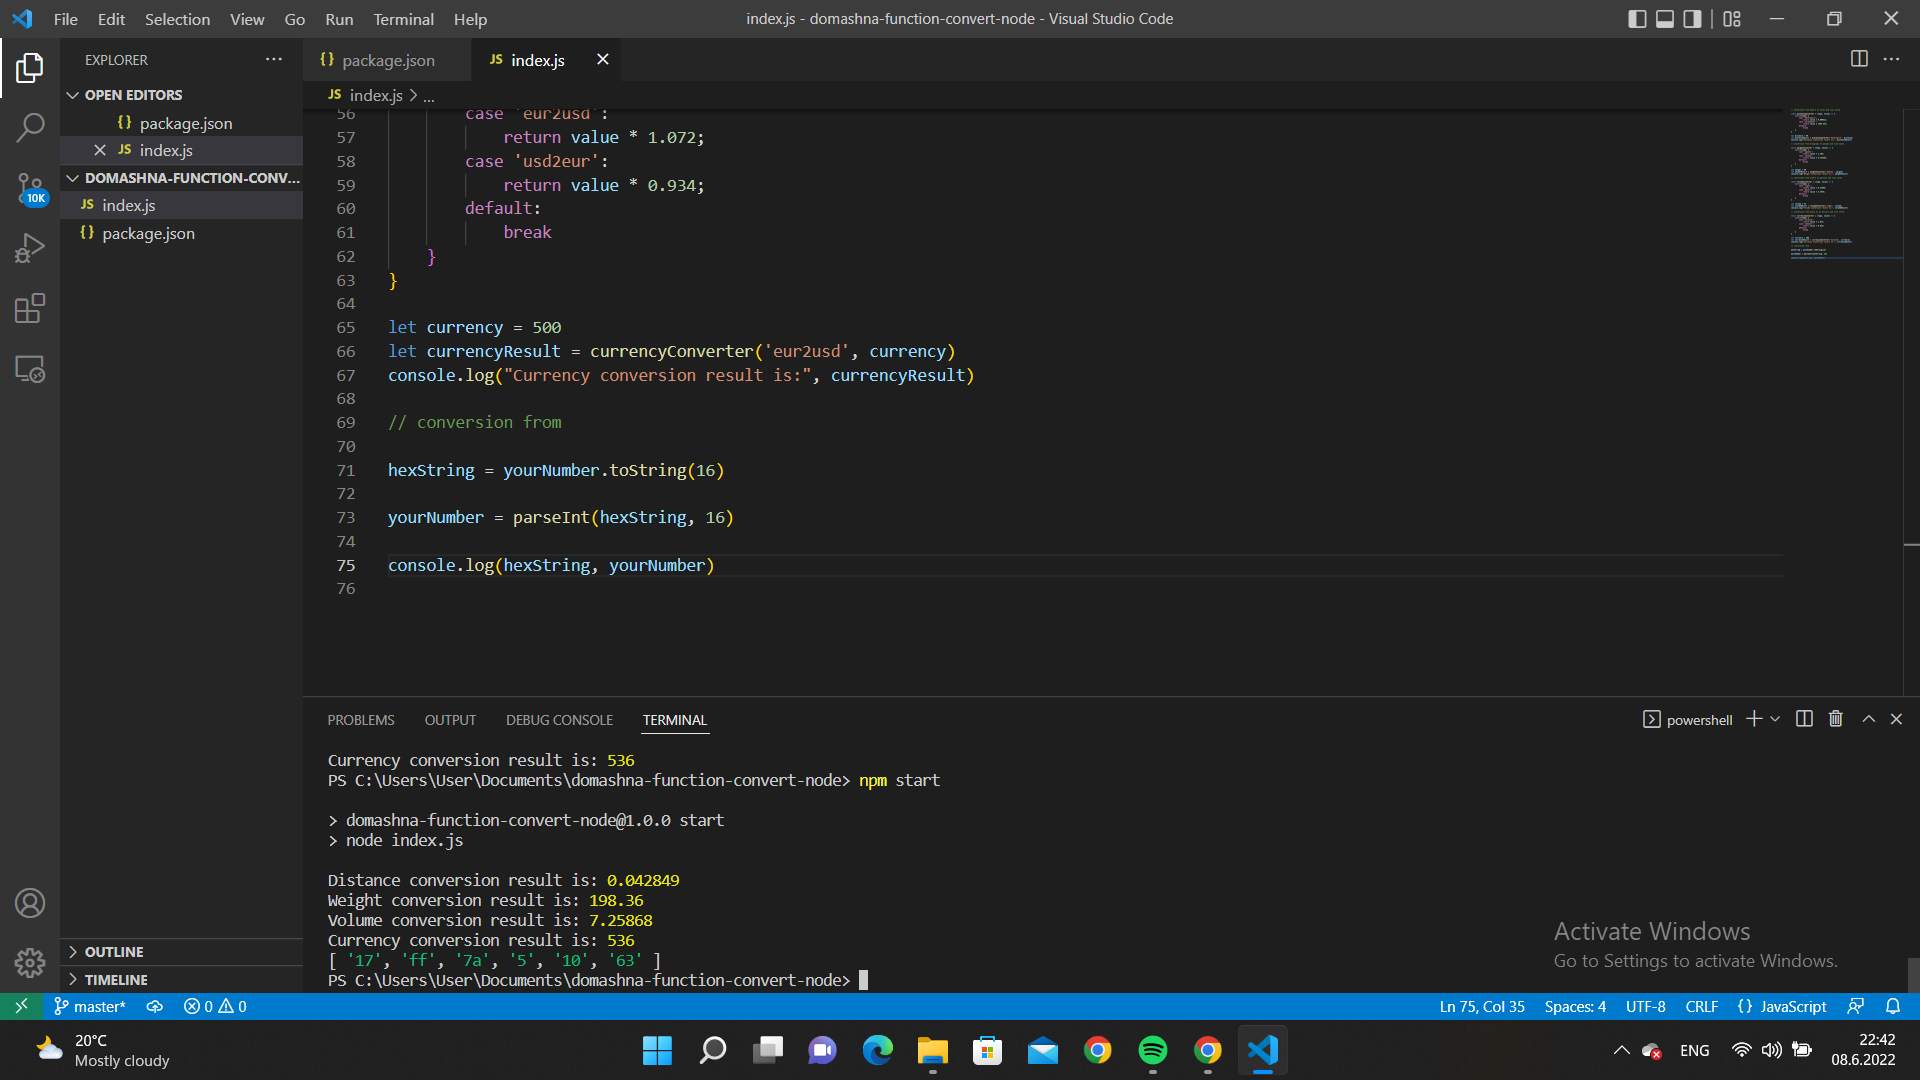 File Edit Selection View Go Run Terminal Help
index.js - domashna-function-convert-node - Visual Studio Code
EXPLORER
OPEN EDITORS
{} package.json
JS index.js
10K
DOMASHNA-FUNCTION-CONV...
JS index.js
{} package.json
OUTLINE
TIMELINE
{} package.json
JS index.js
JS index.js > ...
56 case 'eur2usd':
57 return value * 1.072;
58 case 'usd2eur':
59 return value * 0.934;
60 default:
61 break
62 }
63 }
64
65 let currency = 500
66 let currencyResult = currencyConverter('eur2usd', currency)
67 console.log("Currency conversion result is:", currencyResult)
68
69 // conversion from
70
71 hexString = yourNumber.toString(16)
72
73 yourNumber = parseInt(hexString, 16)
74
75 console.log(hexString, yourNumber)
76
PROBLEMS OUTPUT DEBUG CONSOLE TERMINAL
powershell
Currency conversion result is: 536
PS C:\Users\User\Documents\domashna-function-convert-node> npm start
> domashna-function-convert-node@1.0.0 start
> node index.js
Distance conversion result is: 0.042849
Weight conversion result is: 198.36
Volume conversion result is: 7.25868
Currency conversion result is: 536
[ '17', 'ff', '7a', '5', '10', '63' ]
PS C:\Users\User\Documents\domashna-function-convert-node>
Activate Windows
Go to Settings to activate Windows.
master* 0 0
Ln 75, Col 35 Spaces: 4 UTF-8 CRLF {} JavaScript
20°C
Mostly cloudy
ENG
22:42
08.6.2022